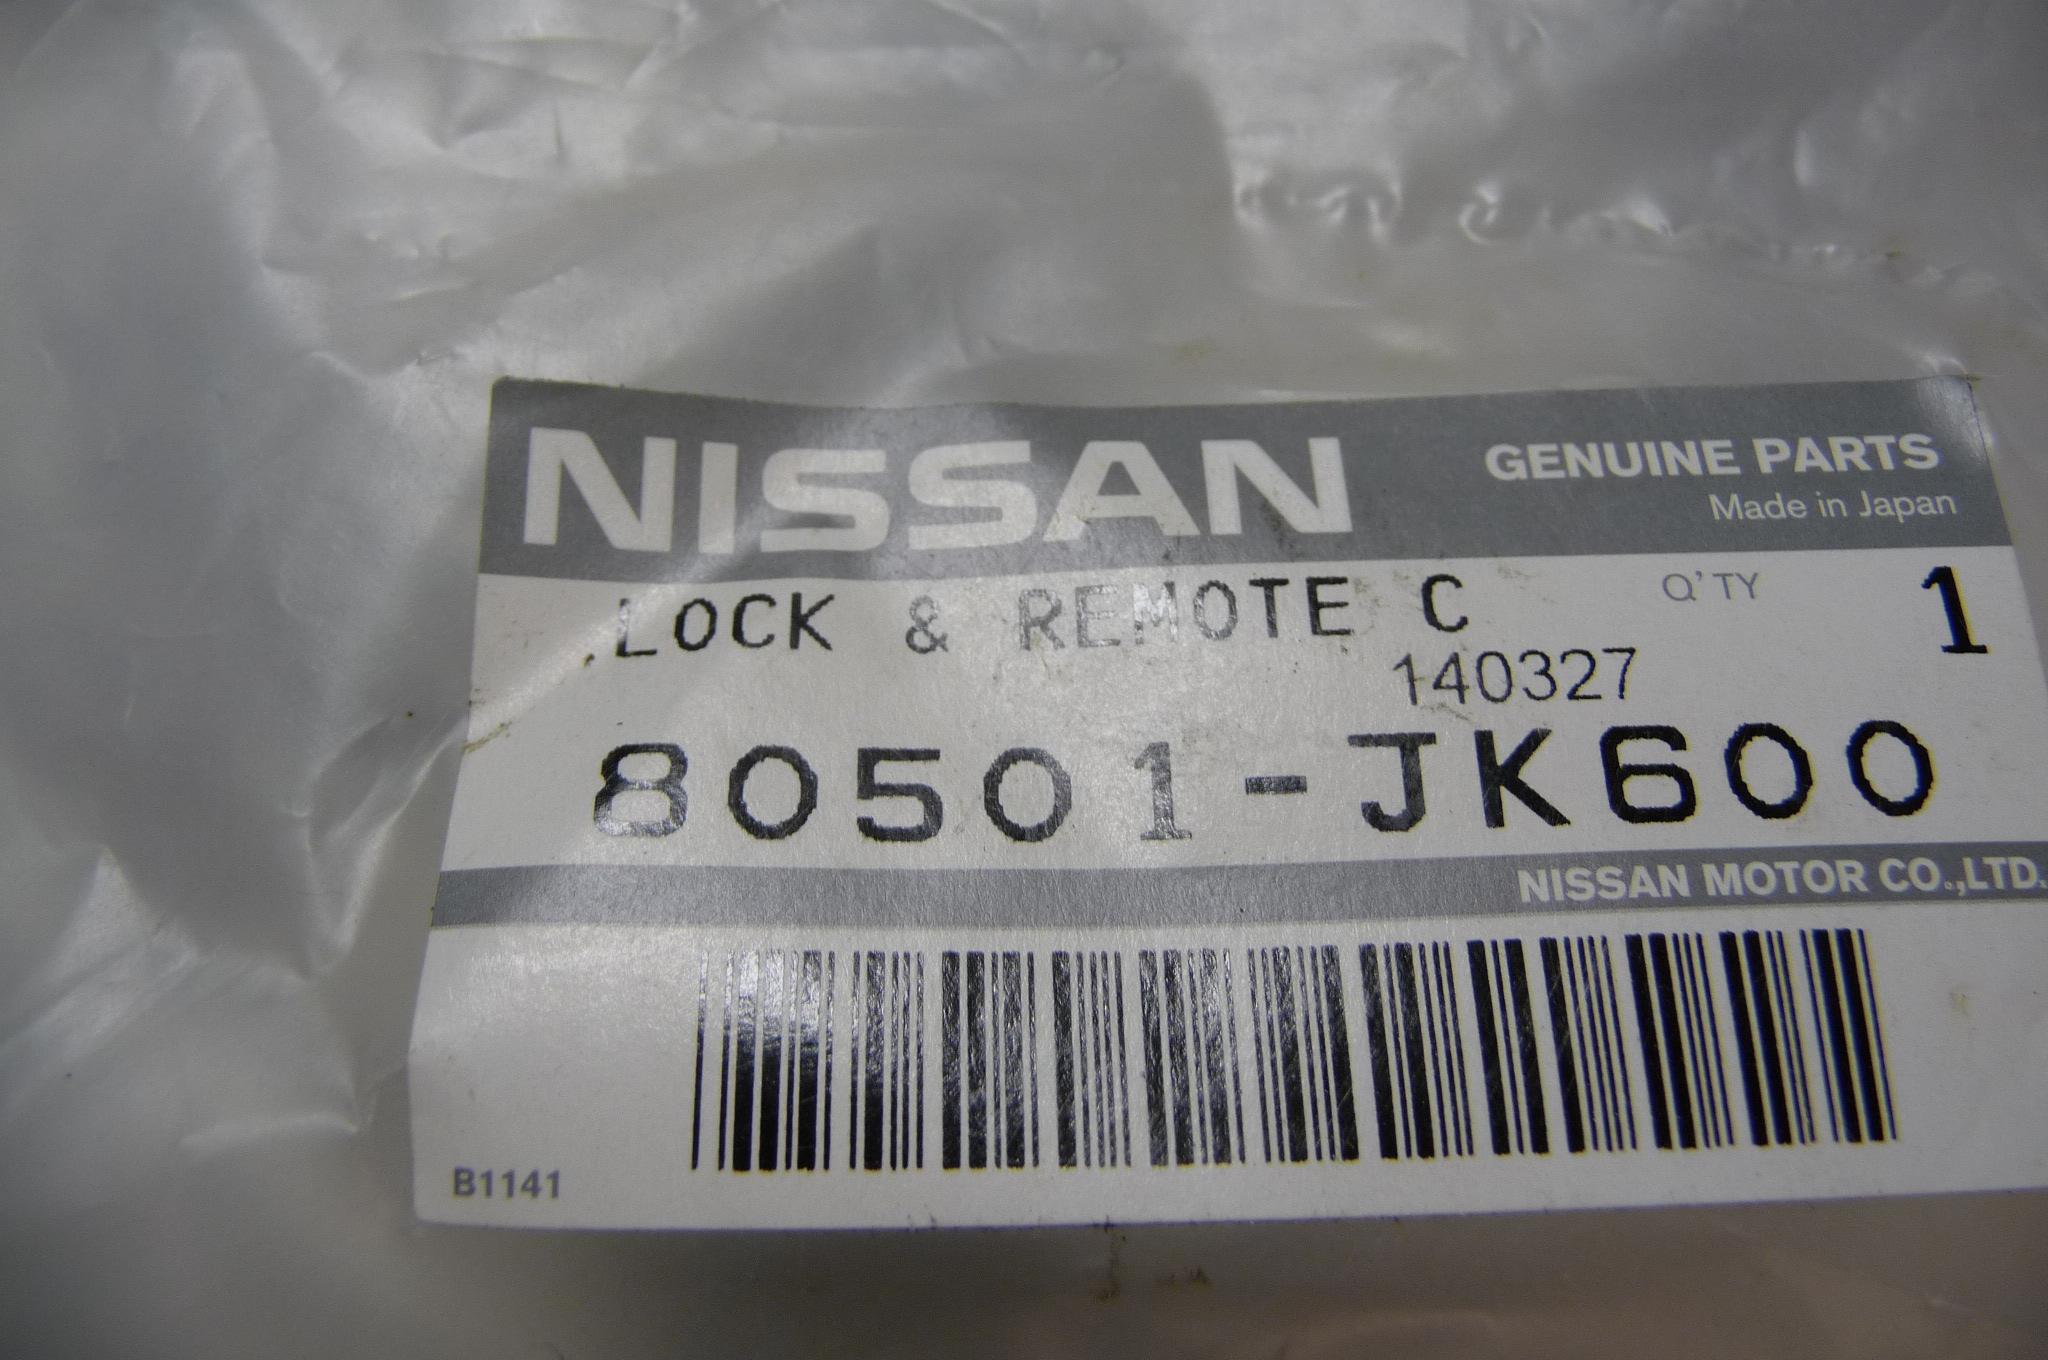 NISSAN
GENUINE PARTS
Made in Japan
LOCK & REMOTE C
Q'TY 1
140327
80501-JK600
NISSAN MOTOR CO.,LTD.
B1141